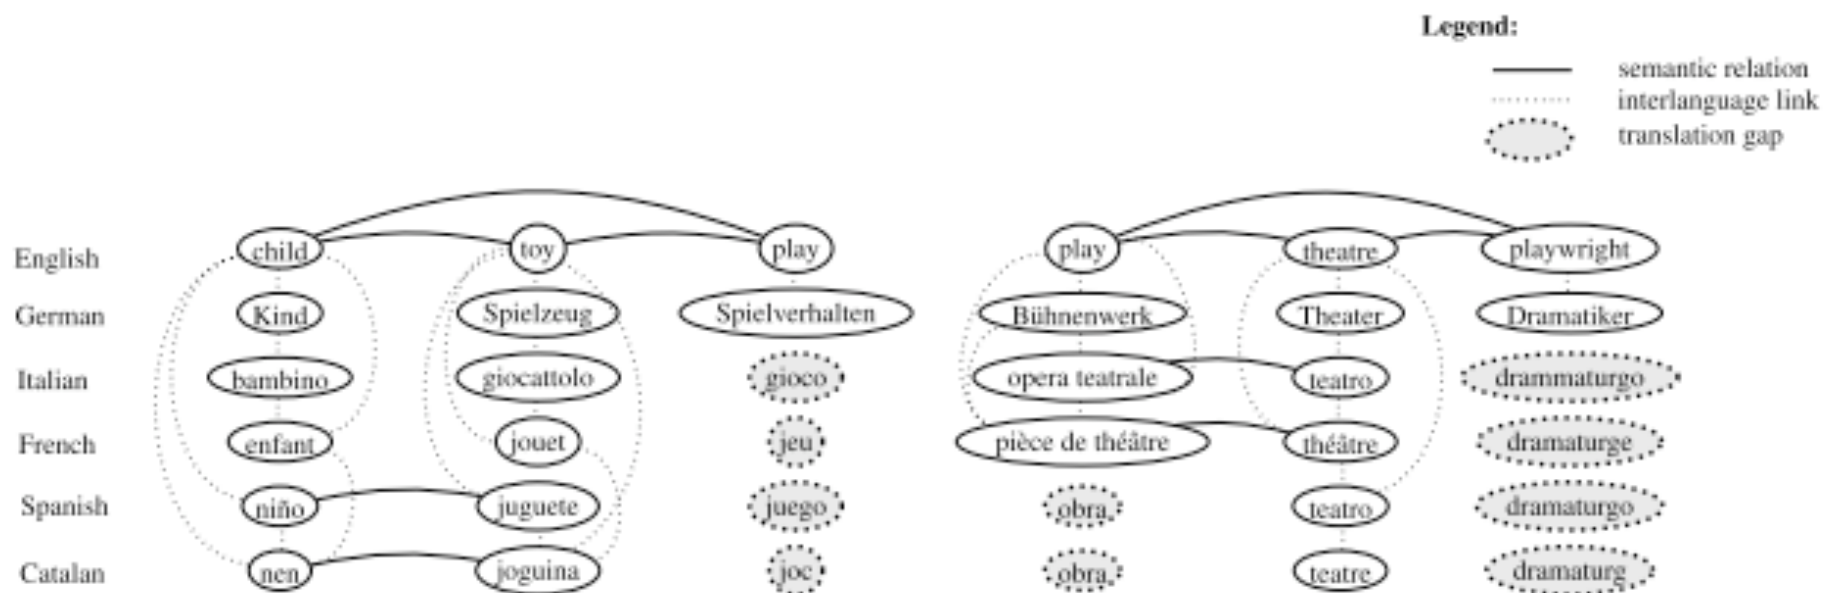 Legend:
semantic relation
interlanguage link
translation gap
English child toy play play theatre playwright
German Kind Spielzeug Spielverhalten Bühnenwerk Theater Dramatiker
Italian bambino giocattolo gioco opera teatrale teatro drammaturgo
French enfant jouet jeu pièce de théâtre théâtre dramaturge
Spanish niño juguete juego obra teatro dramaturgo
Catalan nen joguina joc obra teatre dramaturg